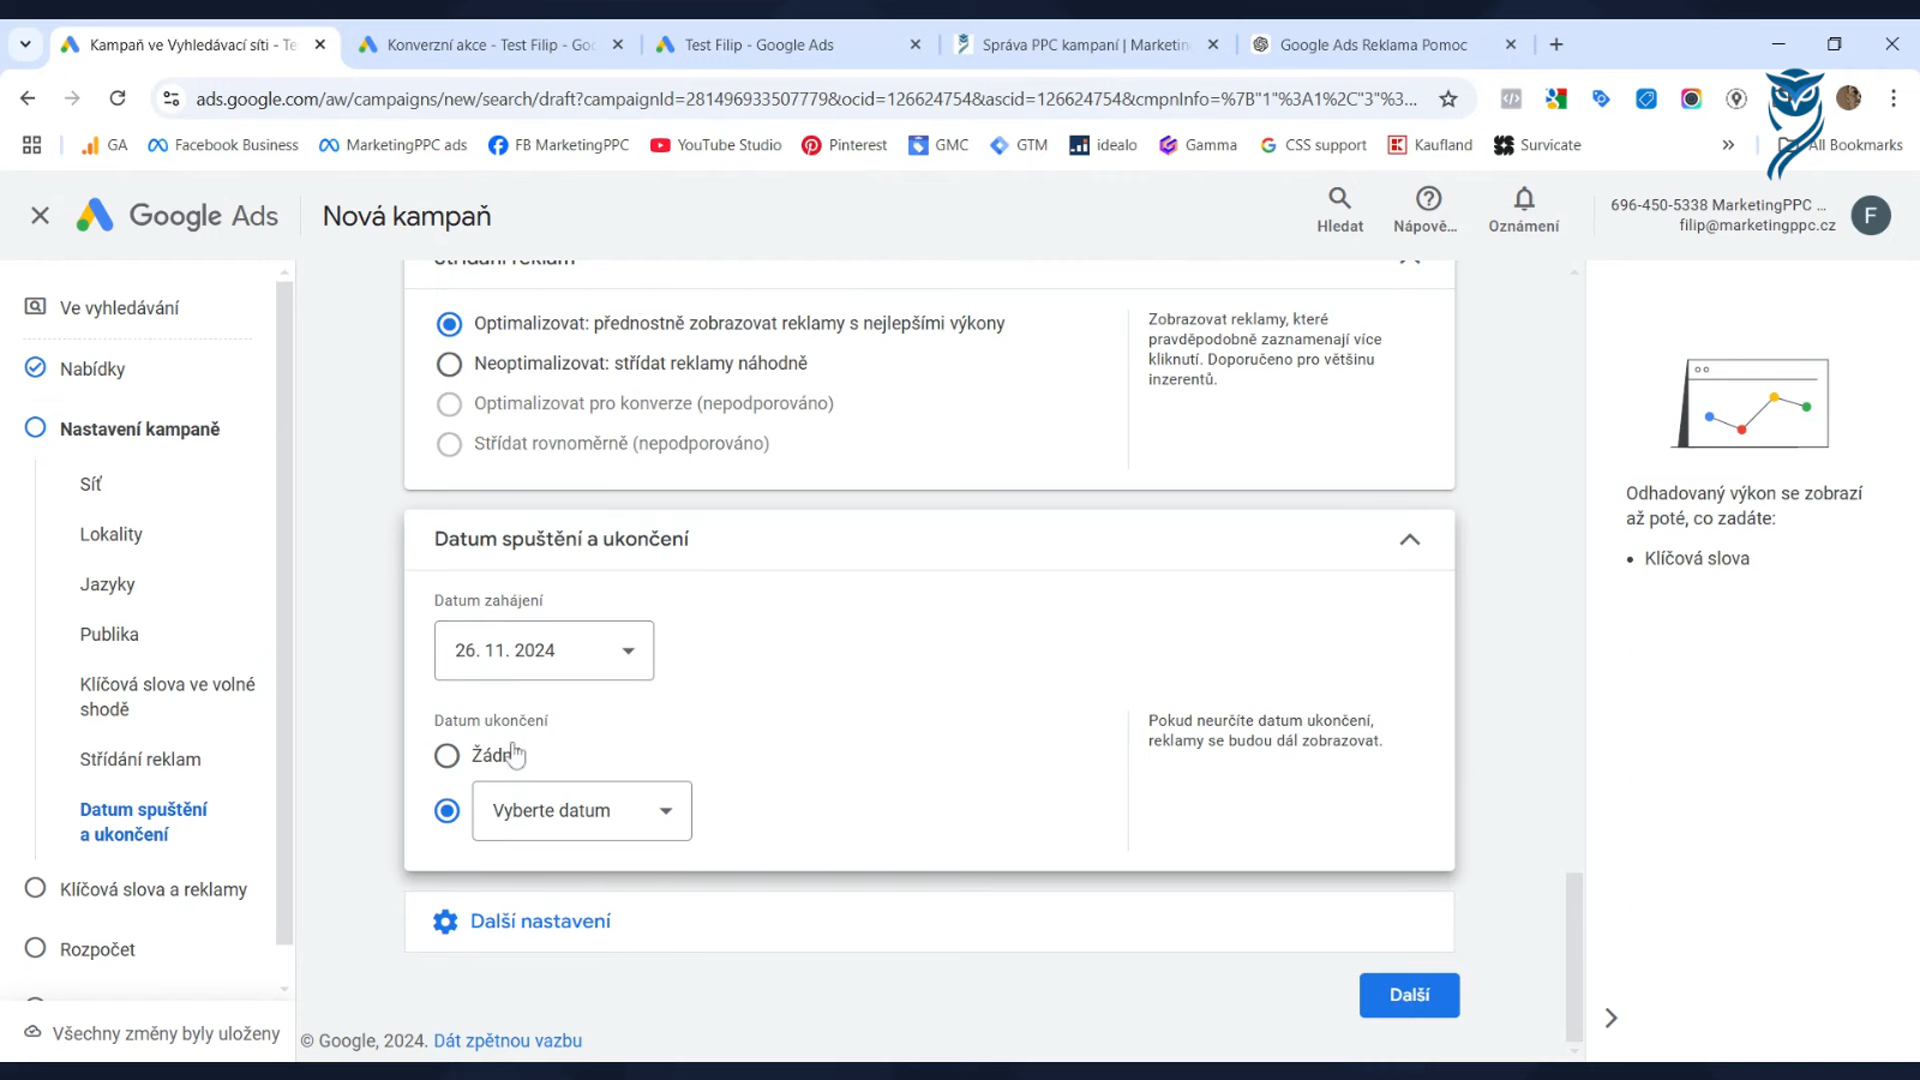 Kampaň ve Vyhledávací síti - Te
Konverzní akce - Test Filip - Goo
Test Filip - Google Ads
Správa PPC kampaní | Marketin
Google Ads Reklama Pomoc
ads.google.com/aw/campaigns/new/search/draft?campaignId=281496933507779&ocid=126624754&ascid=126624754&cmpnInfo=%7B"1"%3A1%2C"3"%3...
GA
Facebook Business
MarketingPPC ads
FB MarketingPPC
YouTube Studio
Pinterest
GMC
GTM
idealo
Gamma
CSS support
Kaufland
Survicate
All Bookmarks
Google Ads
Nová kampaň
Hledat
Nápově...
Oznámení
696-450-5338 MarketingPPC ...
filip@marketingppc.cz
F
Ve vyhledávání
Nabídky
Nastavení kampaně
Síť
Lokality
Jazyky
Publika
Klíčová slova ve volné
shodě
Střídání reklam
Datum spuštění
a ukončení
Klíčová slova a reklamy
Rozpočet
Všechny změny byly uloženy
Střídání reklam
Optimalizovat: přednostně zobrazovat reklamy s nejlepšími výkony
Neoptimalizovat: střídat reklamy náhodně
Optimalizovat pro konverze (nepodporováno)
Střídat rovnoměrně (nepodporováno)
Zobrazovat reklamy, které
pravděpodobně zaznamenají více
kliknutí. Doporučeno pro většinu
inzerentů.
Datum spuštění a ukončení
Datum zahájení
26. 11. 2024
Datum ukončení
Vyberte datum
Pokud neurčíte datum ukončení,
reklamy se budou dál zobrazovat.
Další nastavení
Další
© Google, 2024. Dát zpětnou vazbu
Odhadovaný výkon se zobrazí
až poté, co zadáte:
• Klíčová slova